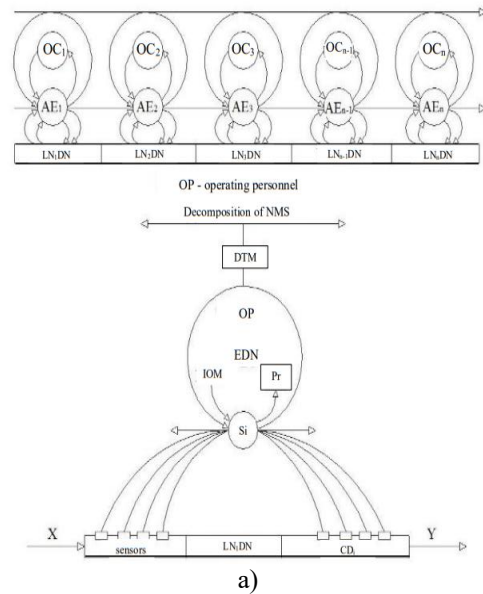 OC₁ OC₂ OC₃ OCₙ₋₁ OCₙ
AE₁ AE₂ AE₃ AEₙ₋₁ AEₙ
LN₁DN LN₂DN LN₃DN LNₙ₋₁DN LNₙDN
OP - operating personnel
Decomposition of NMS
DTM
OP
EDN
IOM Pr
Si
X Y
sensors LN₁DN CDᵢ
a)